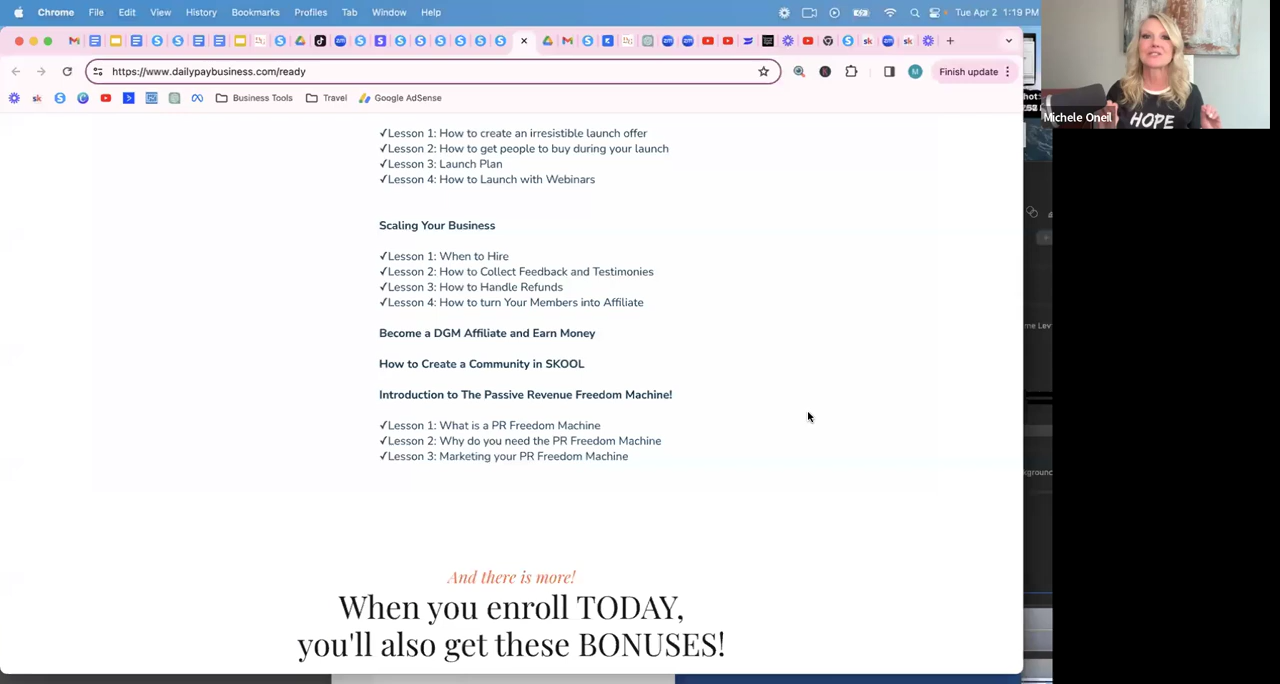 Chrome File Edit View History Bookmarks Profiles Tab Window Help
Tue Apr 2 1:19 PM
https://www.dailypaybusiness.com/ready
M
Finish update
Business Tools
Travel
Google AdSense
Michele Oneil
HOPE
✓Lesson 1: How to create an irresistible launch offer
✓Lesson 2: How to get people to buy during your launch
✓Lesson 3: Launch Plan
✓Lesson 4: How to Launch with Webinars
Scaling Your Business
✓Lesson 1: When to Hire
✓Lesson 2: How to Collect Feedback and Testimonies
✓Lesson 3: How to Handle Refunds
✓Lesson 4: How to turn Your Members into Affiliate
Become a DGM Affiliate and Earn Money
How to Create a Community in SKOOL
Introduction to The Passive Revenue Freedom Machine!
✓Lesson 1: What is a PR Freedom Machine
✓Lesson 2: Why do you need the PR Freedom Machine
✓Lesson 3: Marketing your PR Freedom Machine
And there is more!
When you enroll TODAY,
you'll also get these BONUSES!